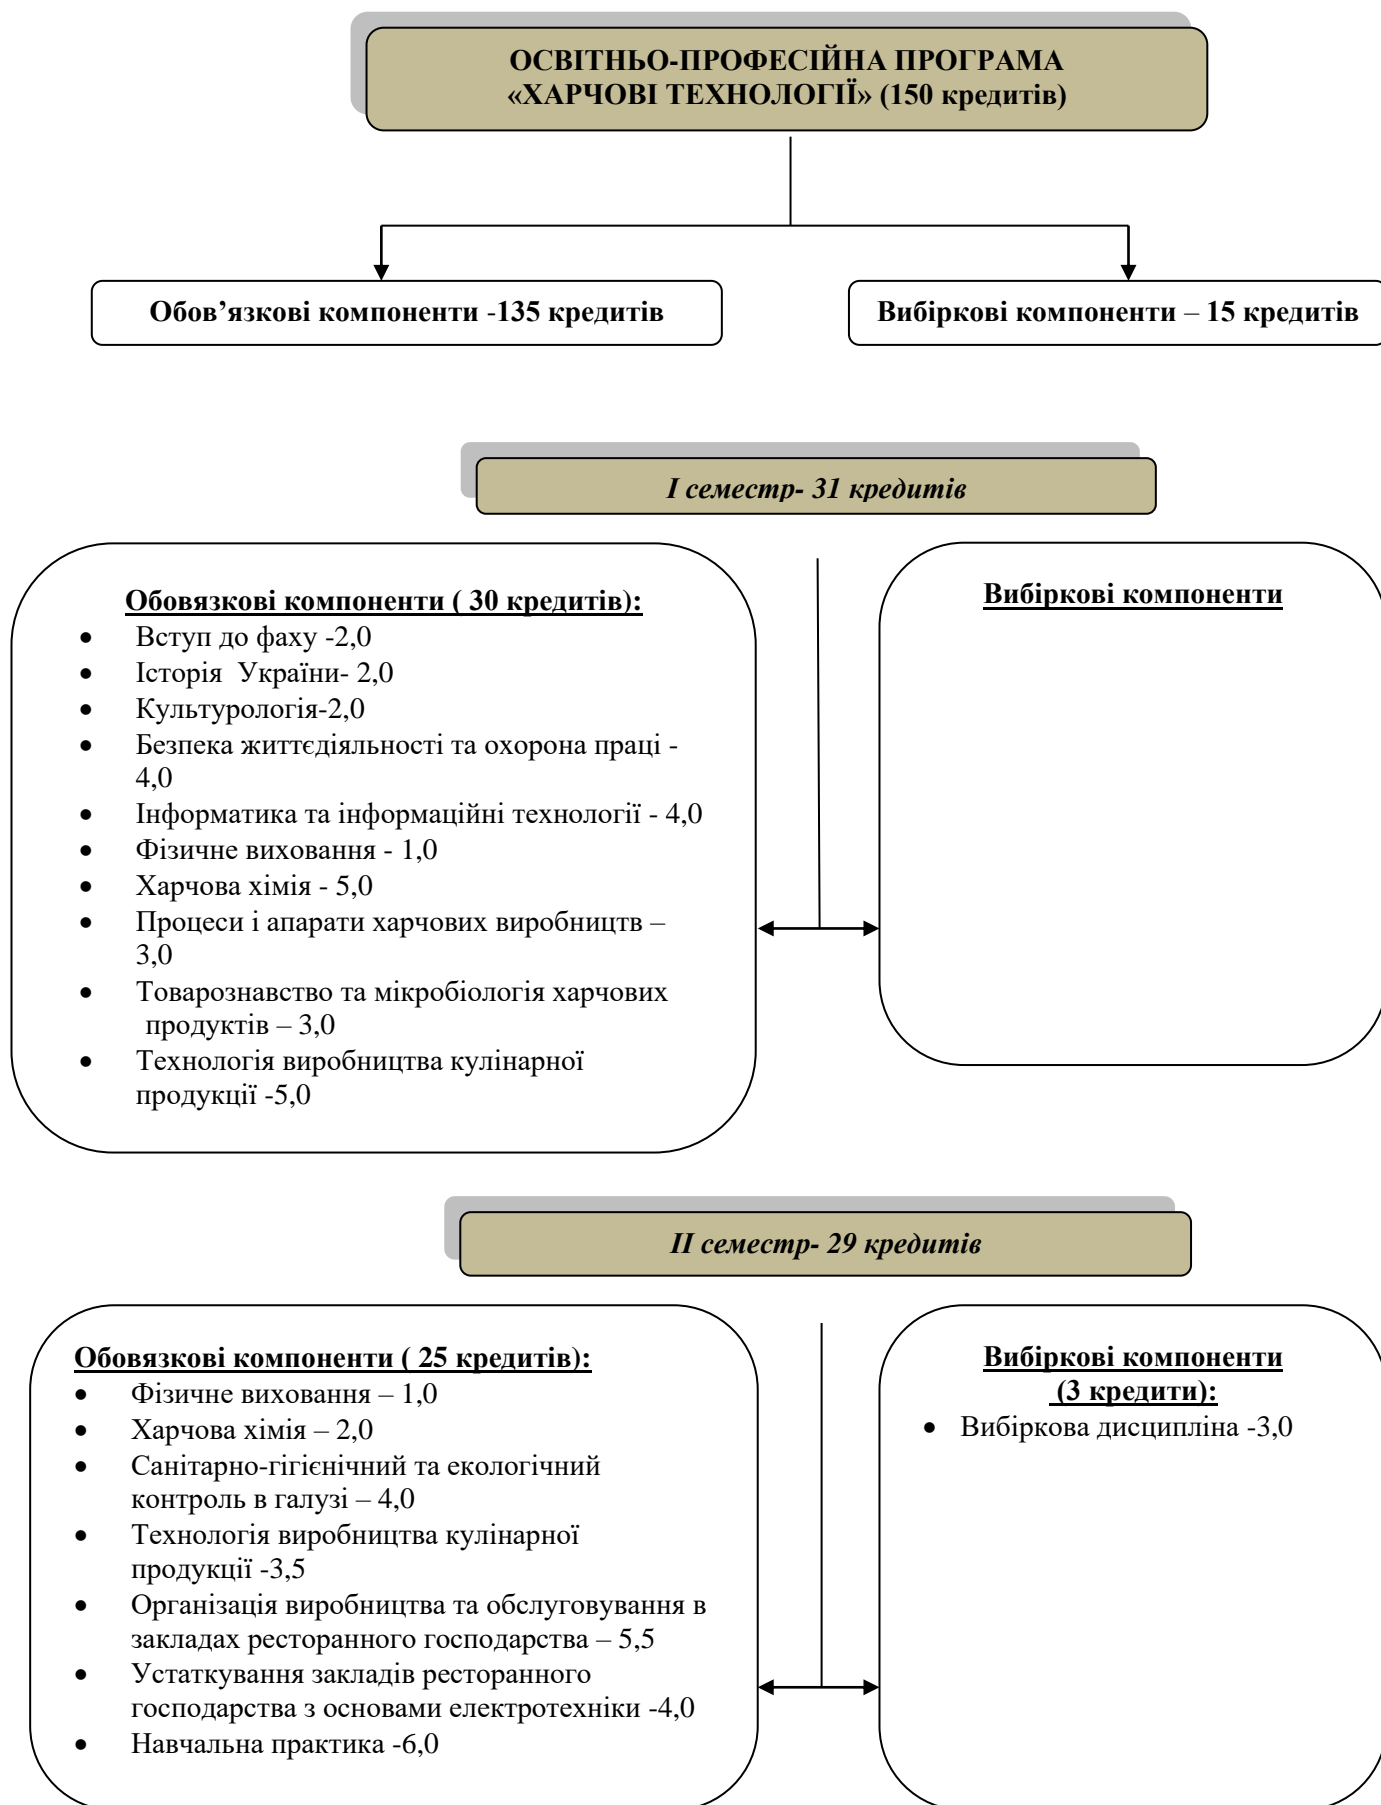 ОСВІТНЬО-ПРОФЕСІЙНА ПРОГРАМА
«ХАРЧОВІ ТЕХНОЛОГІЇ» (150 кредитів)
Обов’язкові компоненти -135 кредитів
Вибіркові компоненти – 15 кредитів
І семестр- 31 кредитів
Обовязкові компоненти ( 30 кредитів):
• Вступ до фаху -2,0
• Історія  України- 2,0
• Культурологія-2,0
• Безпека життєдіяльності та охорона праці -
4,0
• Інформатика та інформаційні технології - 4,0
• Фізичне виховання - 1,0
• Харчова хімія - 5,0
• Процеси і апарати харчових виробництв –
3,0
• Товарознавство та мікробіологія харчових
продуктів – 3,0
• Технологія виробництва кулінарної
продукції -5,0
Вибіркові компоненти
ІІ семестр- 29 кредитів
Обовязкові компоненти ( 25 кредитів):
• Фізичне виховання – 1,0
• Харчова хімія – 2,0
• Санітарно-гігієнічний та екологічний
контроль в галузі – 4,0
• Технологія виробництва кулінарної
продукції -3,5
• Організація виробництва та обслуговування в
закладах ресторанного господарства – 5,5
• Устаткування закладів ресторанного
господарства з основами електротехніки -4,0
• Навчальна практика -6,0
Вибіркові компоненти
(3 кредити):
• Вибіркова дисципліна -3,0